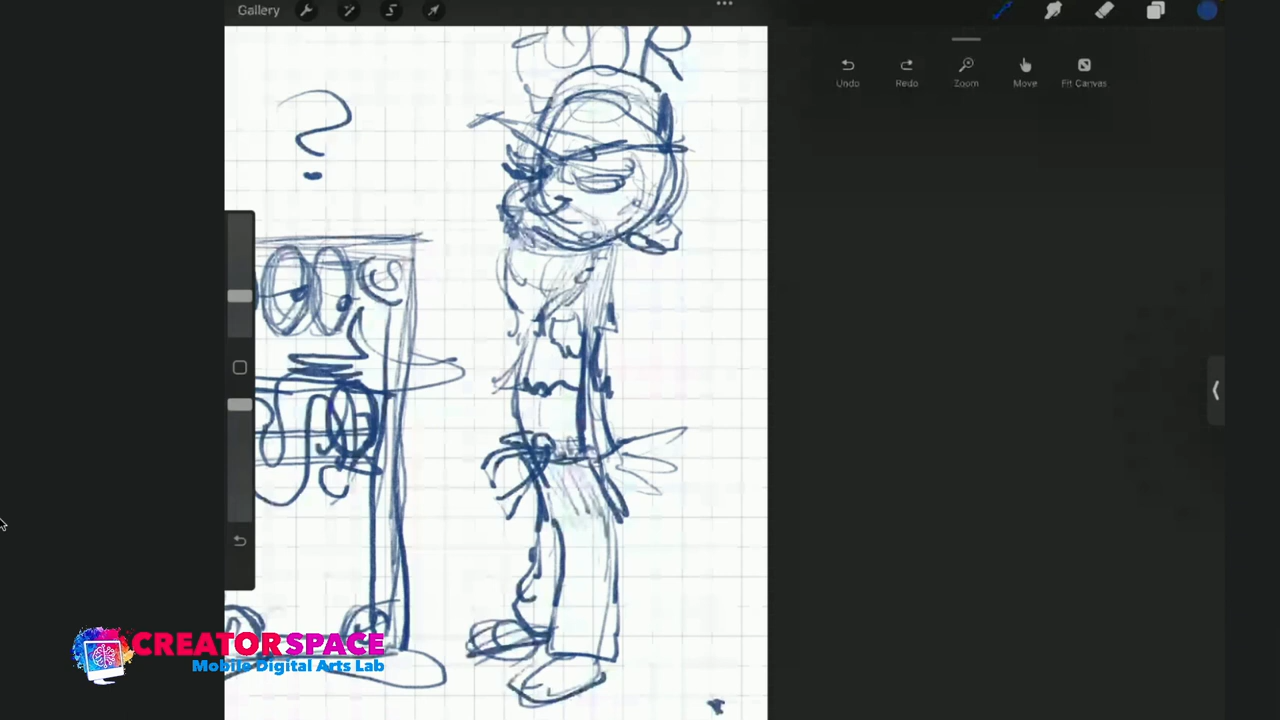 Gallery
Undo Redo Zoom Move Fit Canvas
?
CREATORSPACE
Mobile Digital Arts Lab